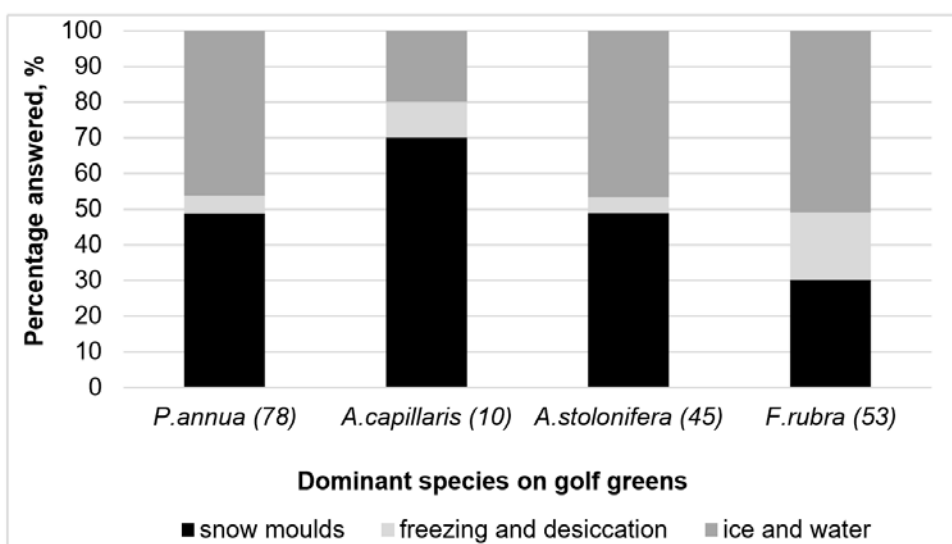 Percentage answered, %
100
90
80
70
60
50
40
30
20
10
0
P.annua (78) A.capillaris (10) A.stolonifera (45) F.rubra (53)
Dominant species on golf greens
snow moulds freezing and desiccation ice and water